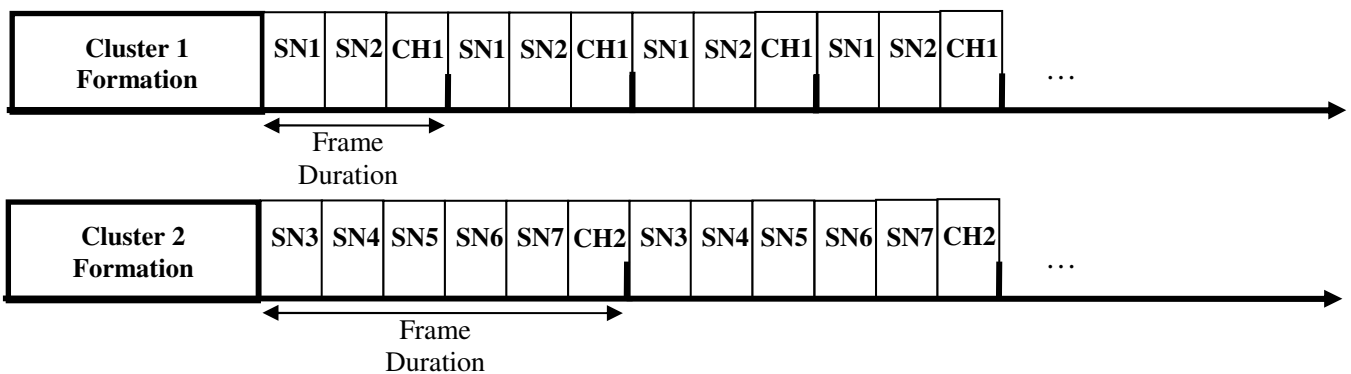 Cluster 1
Formation
SN1 SN2 CH1 SN1 SN2 CH1 SN1 SN2 CH1 SN1 SN2 CH1
…
Frame
Duration
Cluster 2
Formation
SN3 SN4 SN5 SN6 SN7 CH2 SN3 SN4 SN5 SN6 SN7 CH2
…
Frame
Duration